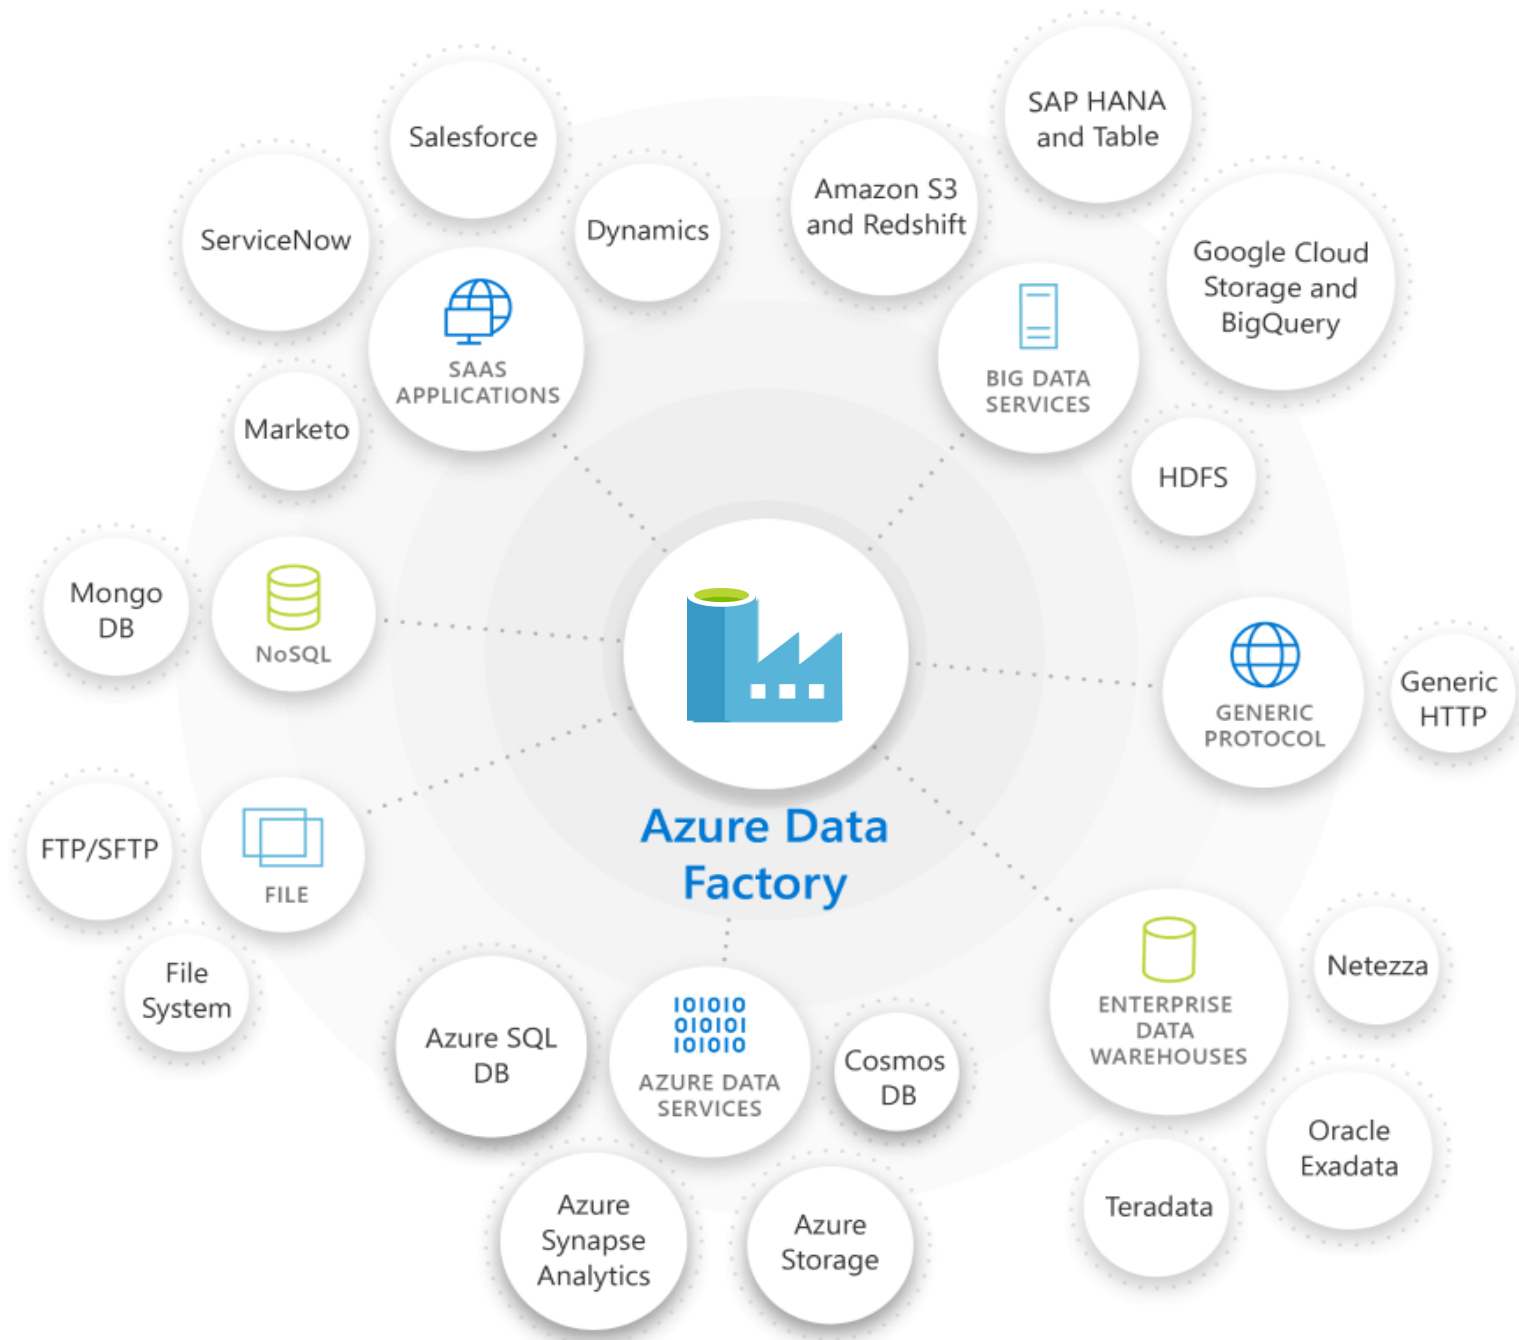 Salesforce
SAP HANA
and Table
ServiceNow
Dynamics
Amazon S3
and Redshift
Google Cloud
Storage and
BigQuery
SAAS
APPLICATIONS
BIG DATA
SERVICES
Marketo
HDFS
Mongo
DB
NoSQL
GENERIC
PROTOCOL
Generic
HTTP
Azure Data
Factory
FTP/SFTP
FILE
File
System
Azure SQL
DB
IOIOIO
OIOIOI
IOIOIO
AZURE DATA
SERVICES
Cosmos
DB
ENTERPRISE
DATA
WAREHOUSES
Netezza
Oracle
Exadata
Teradata
Azure
Synapse
Analytics
Azure
Storage